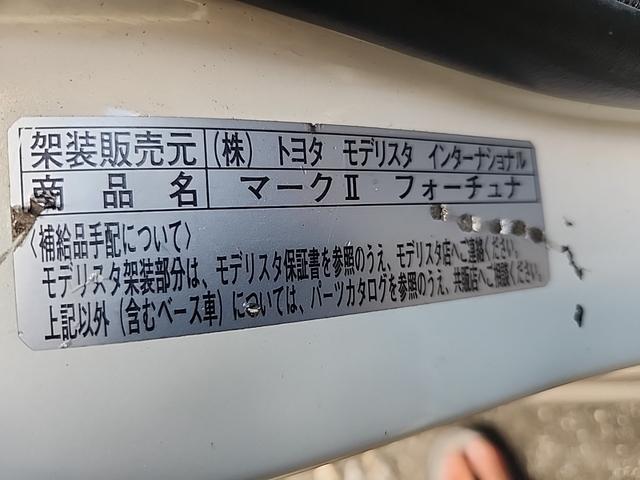 架装販売元 (株) トヨタ モデリスタ インターナショナル
商品名 マークⅡ フォーチュナ
〈補給品手配について〉
モデリスタ架装部分は、モデリスタ保証書を参照のうえ、モデリスタ店へご連絡ください。
上記以外(含むベース車)については、パーツカタログを参照のうえ、共販店へご相談ください。